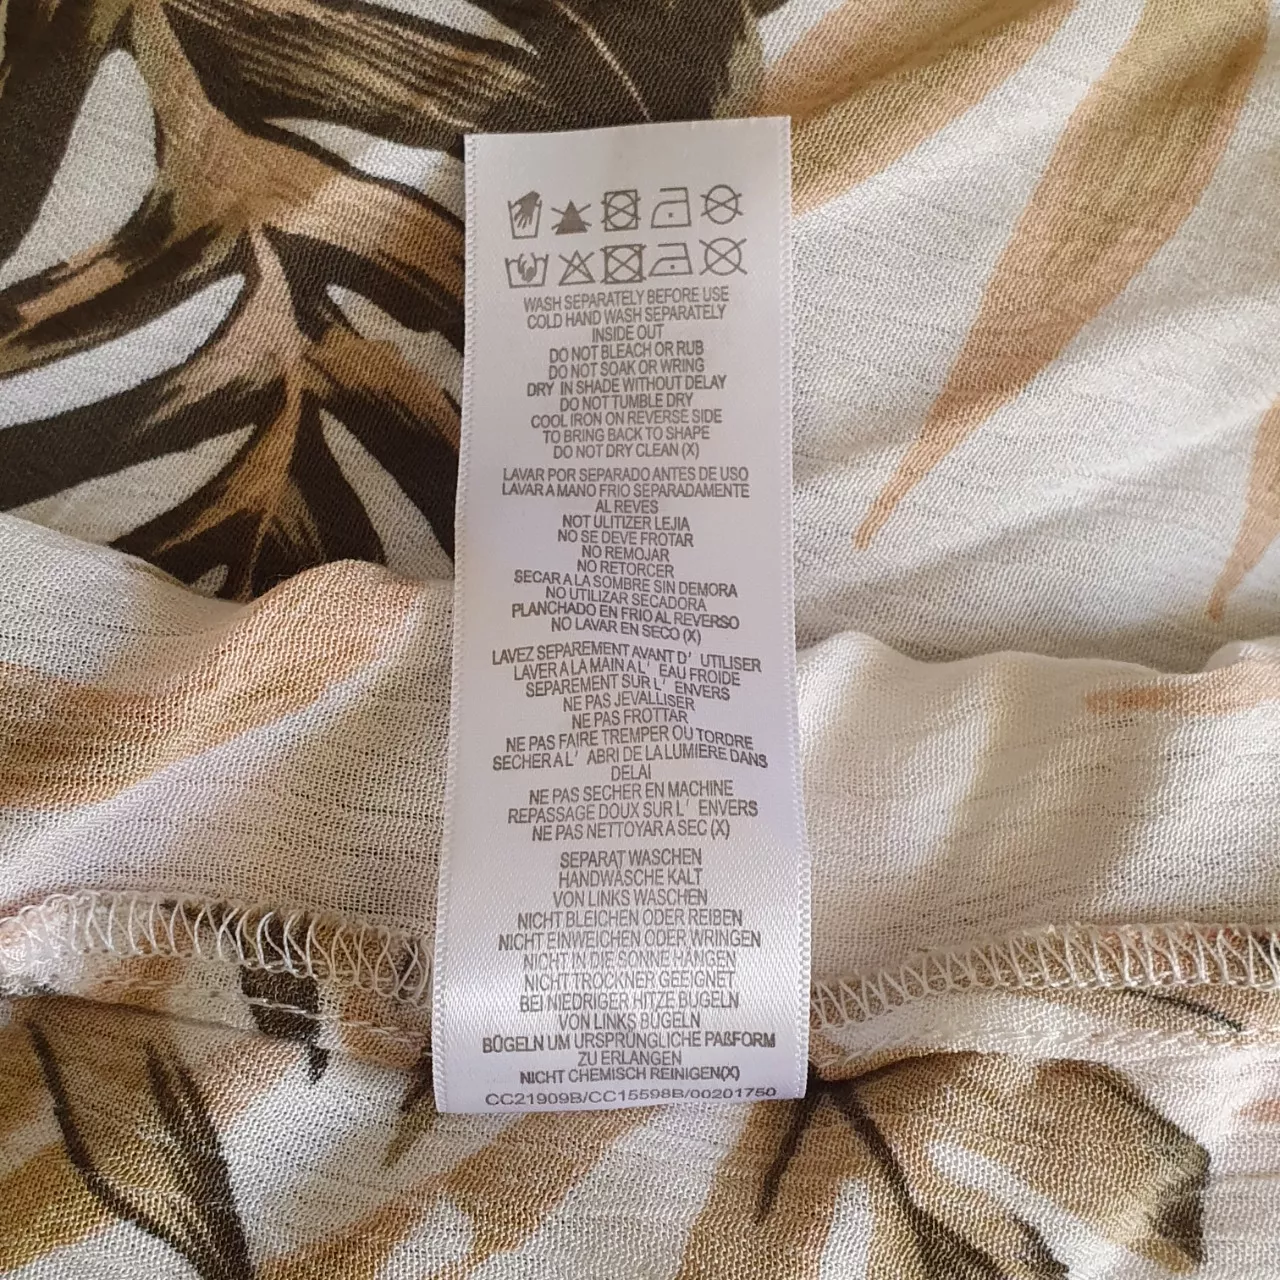 WASH SEPARATELY BEFORE USE
COLD HAND WASH SEPARATELY
INSIDE OUT
DO NOT BLEACH OR RUB
DO NOT SOAK OR WRING
DRY IN SHADE WITHOUT DELAY
DO NOT TUMBLE DRY
COOL IRON ON REVERSE SIDE
TO BRING BACK TO SHAPE
DO NOT DRY CLEAN (X)
LAVAR POR SEPARADO ANTES DE USO
LAVAR A MANO FRIO SEPARADAMENTE
AL REVES
NOT ULITIZER LEJIA
NO SE DEVE FROTAR
NO REMOJAR
NO RETORCER
SECAR A LA SOMBRE SIN DEMORA
NO UTILIZAR SECADORA
PLANCHADO EN FRIO AL REVERSO
NO LAVAR EN SECO (X)
LAVEZ SEPAREMENT AVANT D' UTILISER
LAVER A LA MAIN A L' EAU FROIDE
SEPAREMENT SUR L' ENVERS
NE PAS JEVALLISER
NE PAS FROTTAR
NE PAS FAIRE TREMPER OU TORDRE
SECHER A L' ABRI DE LA LUMIERE DANS
DELAI
NE PAS SECHER EN MACHINE
REPASSAGE DOUX SUR L' ENVERS
NE PAS NETTOYAR A SEC (X)
SEPARAT WASCHEN
HANDWÄSCHE KALT
VON LINKS WASCHEN
NICHT BLEICHEN ODER REIBEN
NICHT EINWEICHEN ODER WRINGEN
NICHT IN DIE SONNE HÄNGEN
NICHT TROCKNER GEEIGNET
BEI NIEDRIGER HITZE BÜGELN
VON LINKS BÜGELN
BÜGELN UM URSPRÜNGLICHE PAßFORM
ZU ERLANGEN
NICHT CHEMISCH REINIGEN(X)
CC21909B/CC15598B/00201750